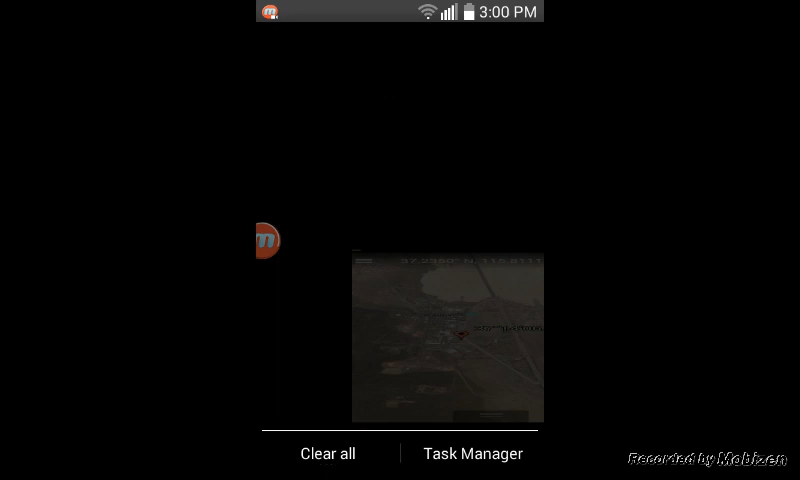 3:00 PM
m
Clear all
Task Manager
Recorded by Mobizen